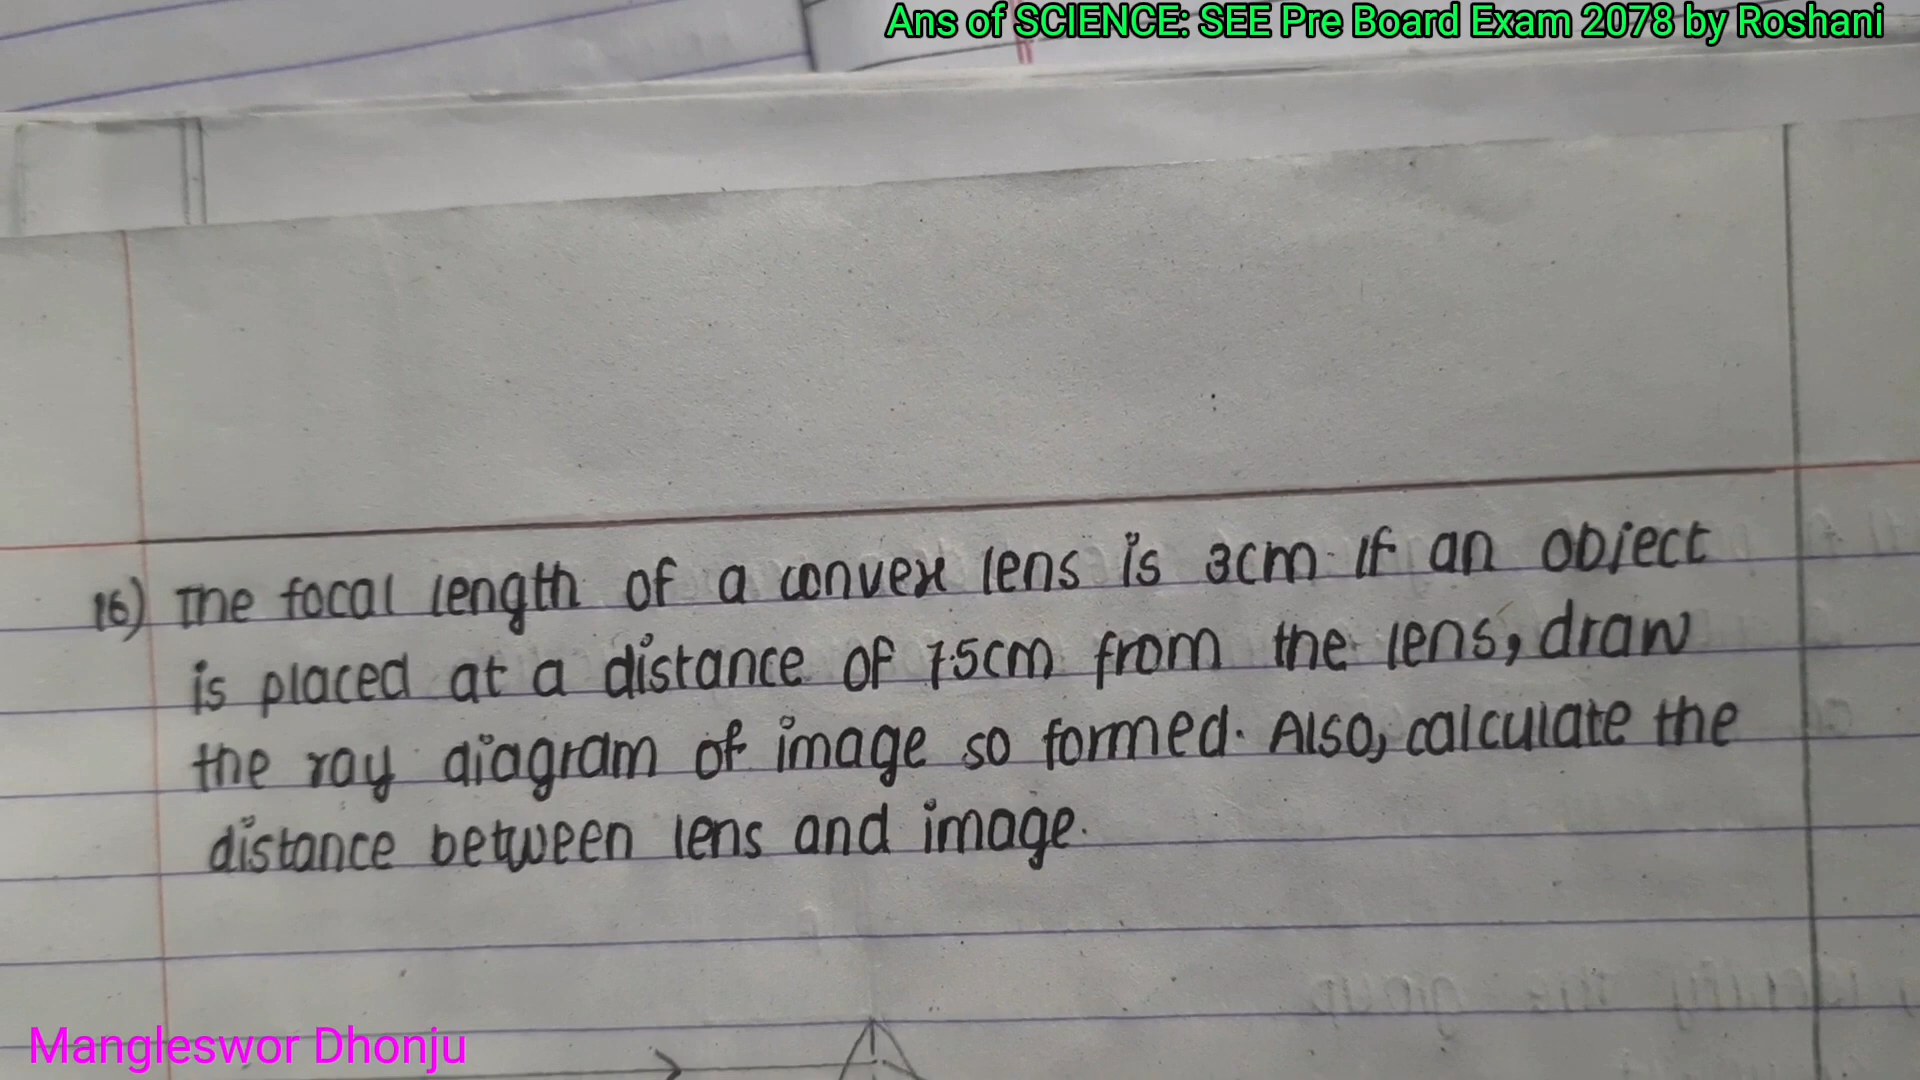 Ans of SCIENCE: SEE Pre Board Exam 2078 by Roshani
16) The focal length of a convex lens is 3cm. If an object
is placed at a distance of 7.5cm from the lens, draw
the ray diagram of image so formed. Also, calculate the
distance between lens and image.
Mangleswor Dhonju